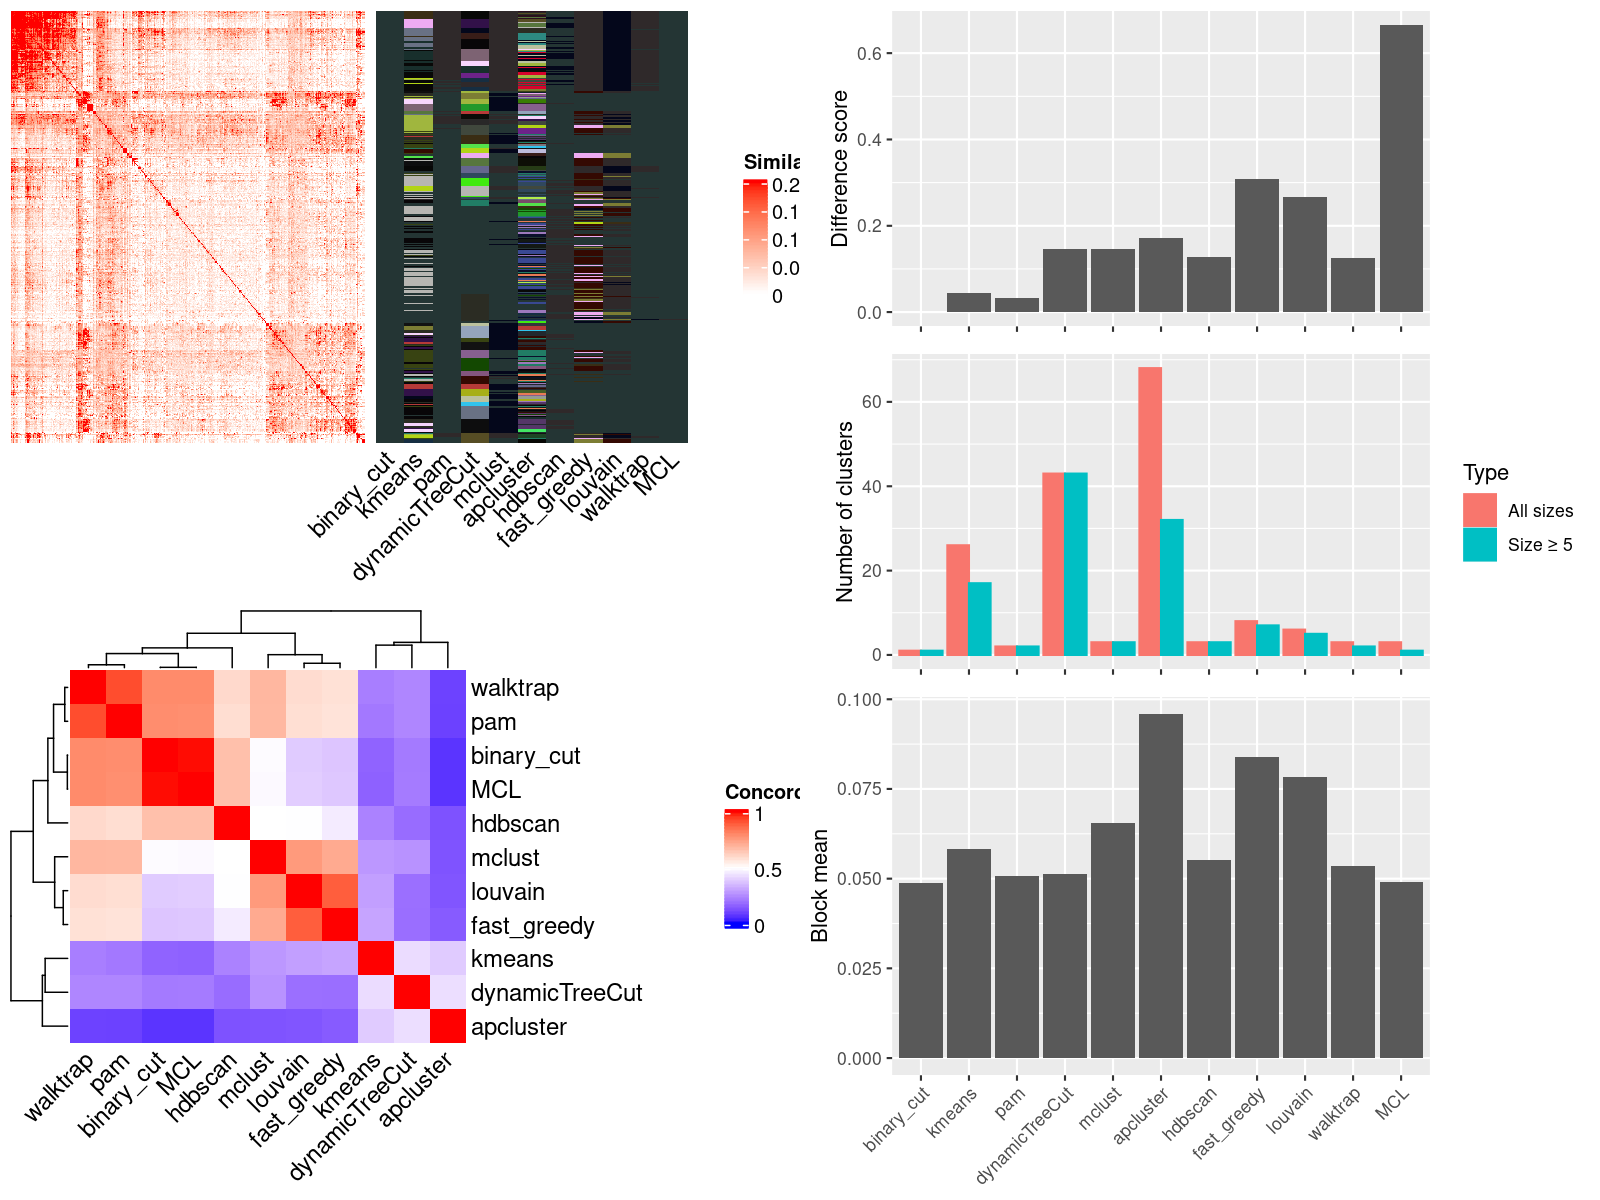 binary_cut
kmeans
pam
dynamicTreeCut
mclust
apcluster
hdbscan
fast_greedy
louvain
walktrap
MCL
Simila
0.2
0.1
0.1
0.0
0
walktrap
pam
binary_cut
MCL
hdbscan
mclust
louvain
fast_greedy
kmeans
dynamicTreeCut
apcluster
walktrap
pam
binary_cut
MCL
hdbscan
mclust
louvain
fast_greedy
kmeans
dynamicTreeCut
apcluster
Concord
1
0.5
0
Difference score
0.6
0.4
0.2
0.0
Number of clusters
60
40
20
0
Type
All sizes
Size ≥ 5
Block mean
0.100
0.075
0.050
0.025
0.000
binary_cut
kmeans
pam
dynamicTreeCut
mclust
apcluster
hdbscan
fast_greedy
louvain
walktrap
MCL